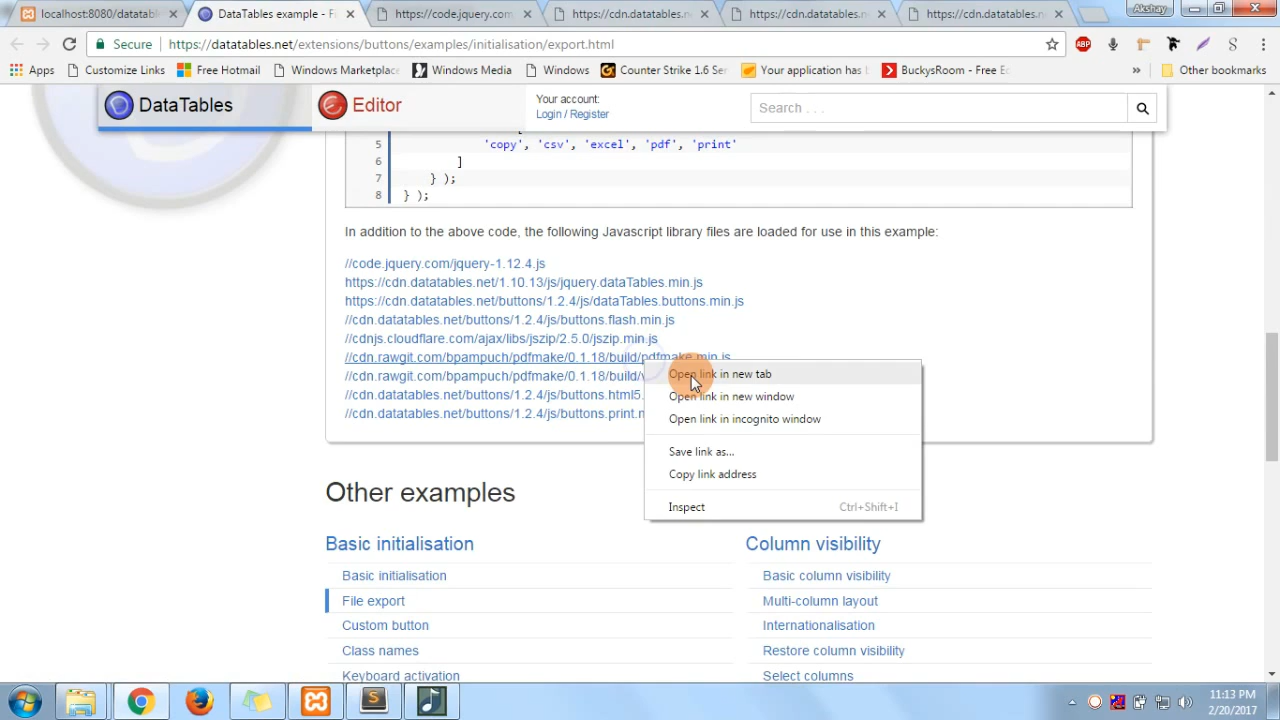 localhost:8080/datatabl
DataTables example - F
https://code.jquery.com
https://cdn.datatables.n
https://cdn.datatables.n
https://cdn.datatables.n
Akshay
Secure
https://datatables.net/extensions/buttons/examples/initialisation/export.html
ABP
Apps
Customize Links
Free Hotmail
Windows Marketplace
Windows Media
Windows
Counter Strike 1.6 Ser
Your application has b
BuckysRoom - Free Ed
»
Other bookmarks
DataTables
Editor
Your account:
Login / Register
Search . . .
5 'copy', 'csv', 'excel', 'pdf', 'print'
6 ]
7 } );
8 } );
In addition to the above code, the following Javascript library files are loaded for use in this example:
//code.jquery.com/jquery-1.12.4.js
https://cdn.datatables.net/1.10.13/js/jquery.dataTables.min.js
https://cdn.datatables.net/buttons/1.2.4/js/dataTables.buttons.min.js
//cdn.datatables.net/buttons/1.2.4/js/buttons.flash.min.js
//cdnjs.cloudflare.com/ajax/libs/jszip/2.5.0/jszip.min.js
//cdn.rawgit.com/bpampuch/pdfmake/0.1.18/build/pdfmake.min.js
//cdn.rawgit.com/bpampuch/pdfmake/0.1.18/build/
//cdn.datatables.net/buttons/1.2.4/js/buttons.html5.
//cdn.datatables.net/buttons/1.2.4/js/buttons.print.
Open link in new tab
Open link in new window
Open link in incognito window
Save link as...
Copy link address
Inspect Ctrl+Shift+I
Other examples
Basic initialisation
Basic initialisation
File export
Custom button
Class names
Keyboard activation
Column visibility
Basic column visibility
Multi-column layout
Internationalisation
Restore column visibility
Select columns
11:13 PM
2/20/2017